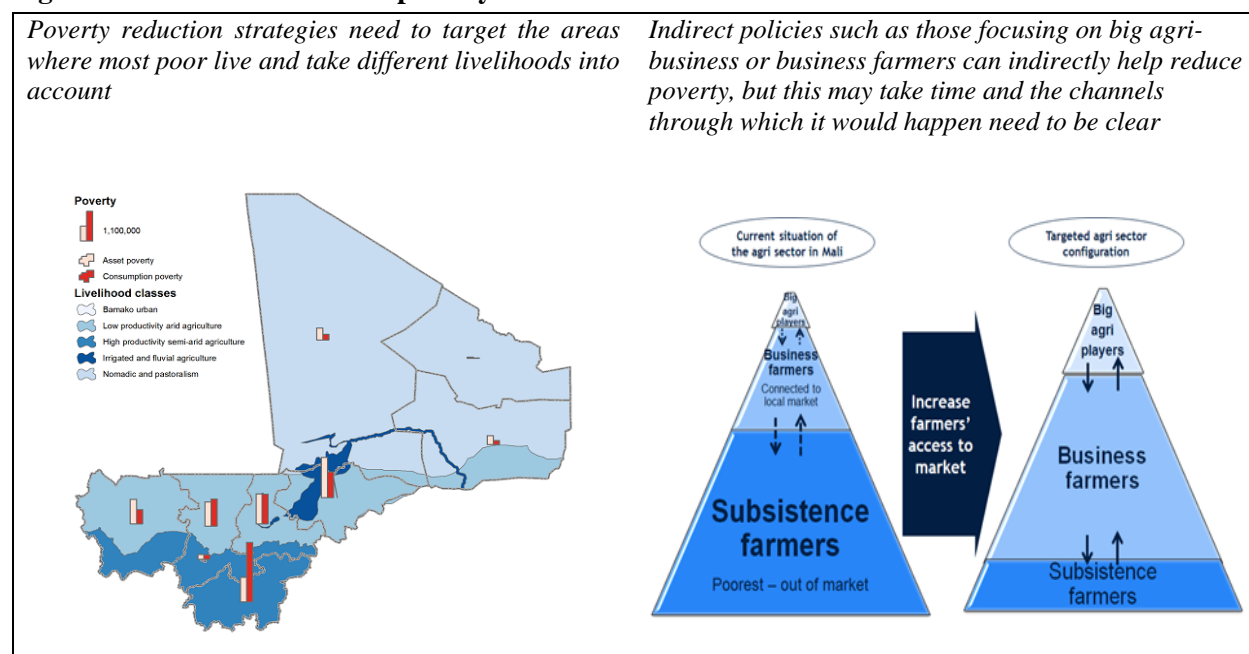 Poverty reduction strategies need to target the areas
where most poor live and take different livelihoods into
account
Indirect policies such as those focusing on big agri-
business or business farmers can indirectly help reduce
poverty, but this may take time and the channels
through which it would happen need to be clear
Poverty
1,100,000
Asset poverty
Consumption poverty
Livelihood classes
Bamako urban
Low productivity arid agriculture
High productivity semi-arid agriculture
Irrigated and fluvial agriculture
Nomadic and pastoralism
Current situation of
the agri sector in Mali
Big
agri
players
Business
farmers
Connected to
local market
Subsistence
farmers
Poorest – out of market
Increase
farmers'
access to
market
Targeted agri sector
configuration
Big
agri
players
Business
farmers
Subsistence
farmers